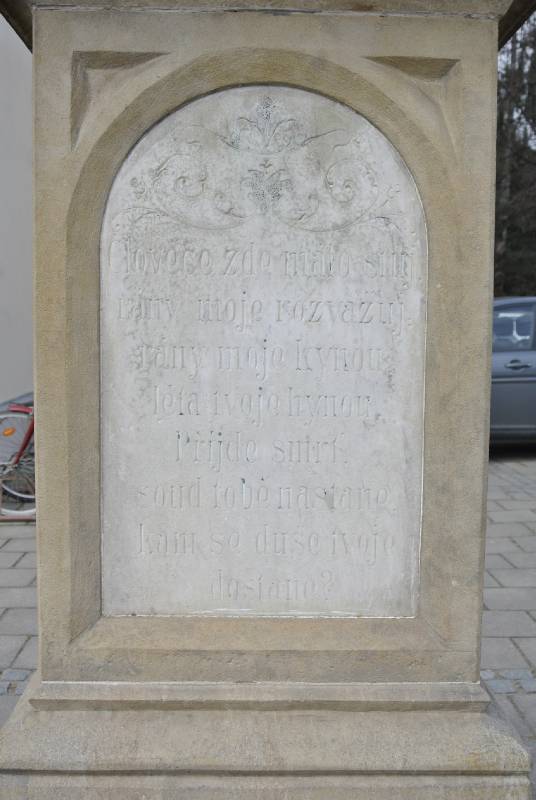 Člověče zde málo stůj
rány moje rozvažuj,
rány moje kynou
léta tvoje hynou.
Přijde smrt,
soud tobě nastane,
kam se duše tvoje
dostane?